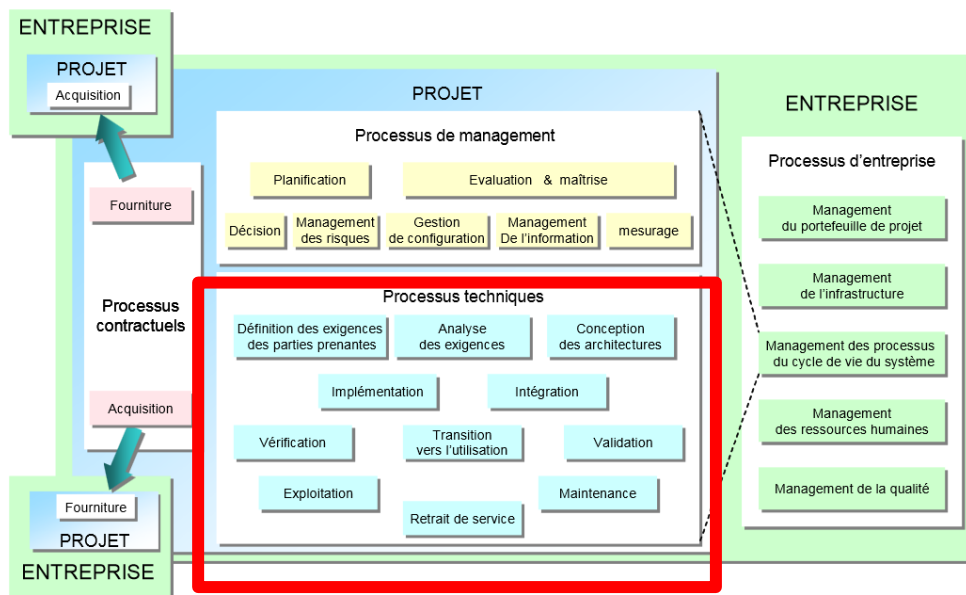 ENTREPRISE
PROJET
Acquisition
PROJET
ENTREPRISE
Processus de management
Planification
Evaluation & maîtrise
Décision
Management
des risques
Gestion
de configuration
Management
De l'information
mesurage
Fourniture
Processus
contractuels
Acquisition
Processus techniques
Définition des exigences
des parties prenantes
Analyse
des exigences
Conception
des architectures
Implémentation
Intégration
Vérification
Transition
vers l'utilisation
Validation
Exploitation
Maintenance
Retrait de service
Processus d'entreprise
Management
du portefeuille de projet
Management
de l'infrastructure
Management des processus
du cycle de vie du système
Management
des ressources humaines
Management de la qualité
Fourniture
PROJET
ENTREPRISE